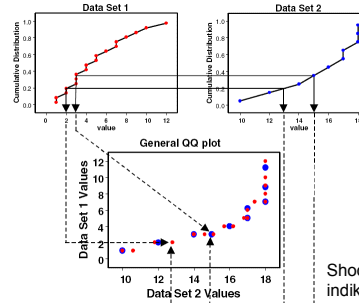 Data Set 1
Data Set 2
Cumulative Distribution
1.0
0.8
0.6
0.4
0.2
0.0
0 2 4 6 8 10 12
value
Cumulative Distribution
1.0
0.8
0.6
0.4
0.2
0.0
10 12 14 16 18
value
General QQ plot
Data Set 1 Values
12
10
8
6
4
2
0
10 12 14 16 18
Data Set 2 Values